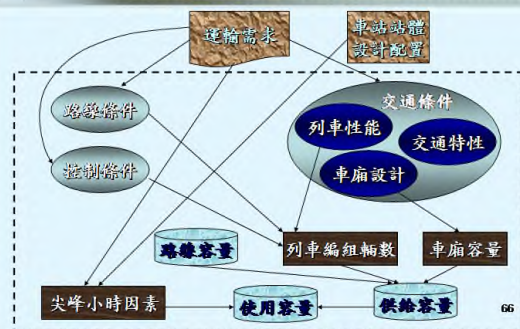 運輸需求
車站站體
設計配置
路線條件
控制條件
交通條件
列車性能
交通特性
車廂設計
路線容量
列車編組輛數
車廂容量
尖峰小時因素
使用容量
供給容量
66